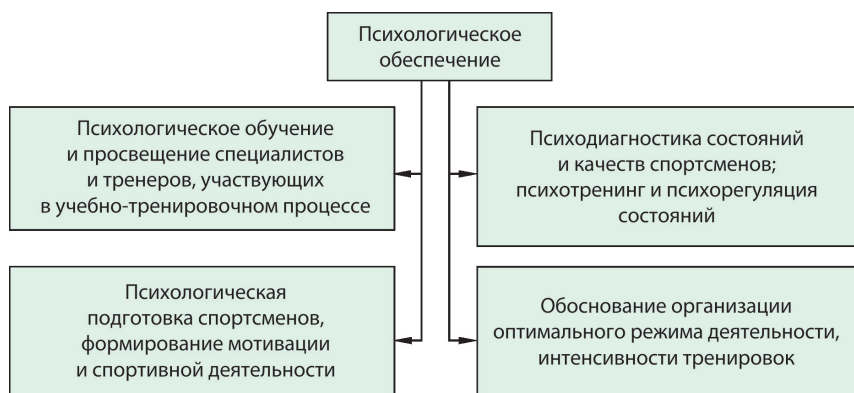 Психологическое
обеспечение
Психологическое обучение
и просвещение специалистов
и тренеров, участвующих
в учебно-тренировочном процессе
Психодиагностика состояний
и качеств спортсменов;
психотренинг и психорегуляция
состояний
Психологическая
подготовка спортсменов,
формирование мотивации
и спортивной деятельности
Обоснование организации
оптимального режима деятельности,
интенсивности тренировок